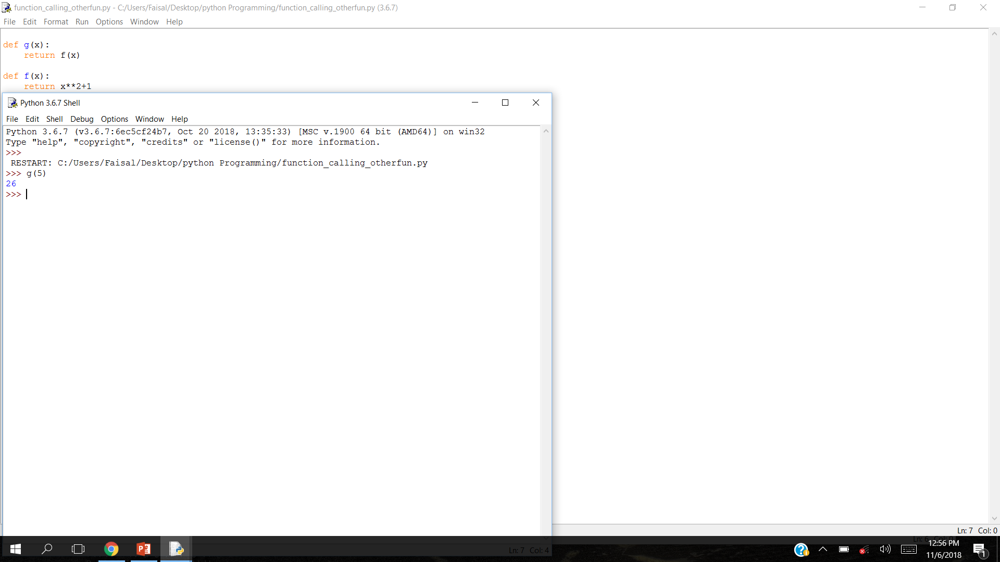 function_calling_otherfun.py - C:/Users/Faisal/Desktop/python Programming/function_calling_otherfun.py (3.6.7)
File Edit Format Run Options Window Help
def g(x):
    return f(x)
def f(x):
    return x**2+1
Python 3.6.7 Shell
File Edit Shell Debug Options Window Help
Python 3.6.7 (v3.6.7:6ec5cf24b7, Oct 20 2018, 13:35:33) [MSC v.1900 64 bit (AMD64)] on win32
Type "help", "copyright", "credits" or "license()" for more information.
>>>
 RESTART: C:/Users/Faisal/Desktop/python Programming/function_calling_otherfun.py
>>> g(5)
26
>>>
Ln: 7 Col: 0
Ln: 7 Col: 4
12:56 PM
11/6/2018
1